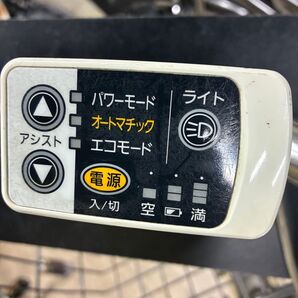 パワーモード
ライト
オートマチック
アシスト
エコモード
電源
入/切
空
満